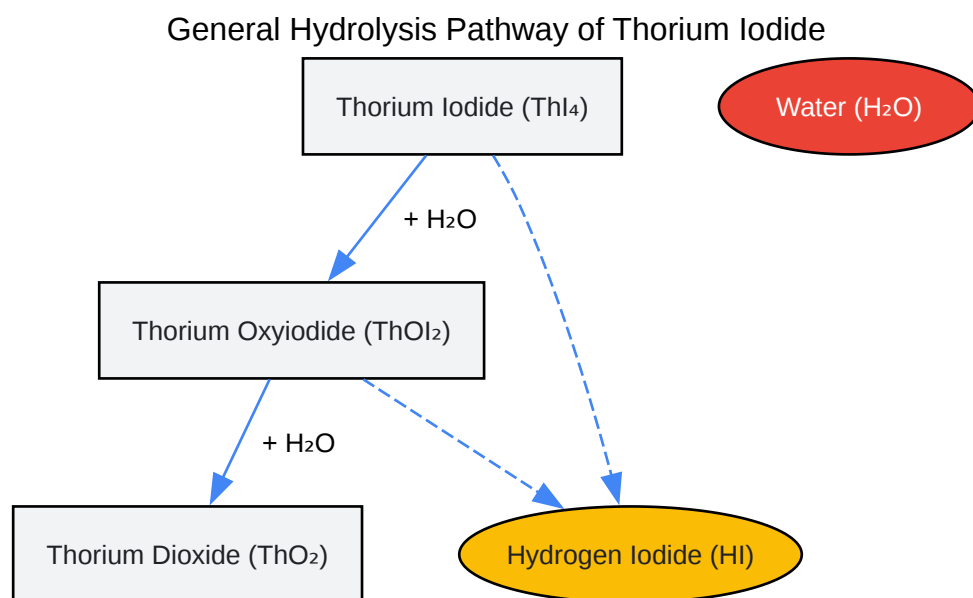 General Hydrolysis Pathway of Thorium Iodide
Thorium Iodide (ThI₄)
Water (H₂O)
+ H₂O
Thorium Oxyiodide (ThOI₂)
+ H₂O
Thorium Dioxide (ThO₂)
Hydrogen Iodide (HI)